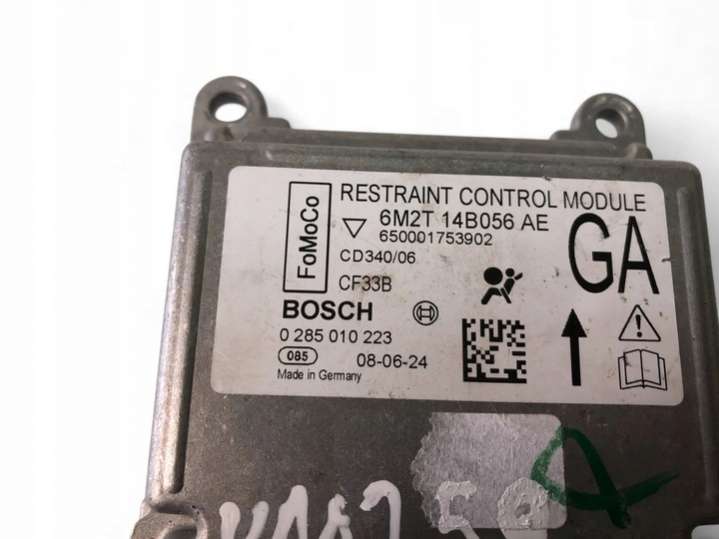 FoMoCo
RESTRAINT CONTROL MODULE
6M2T 14B056 AE
650001753902
CD340/06
CF33B
GA
BOSCH
0 285 010 223
085
08-06-24
Made in Germany
A